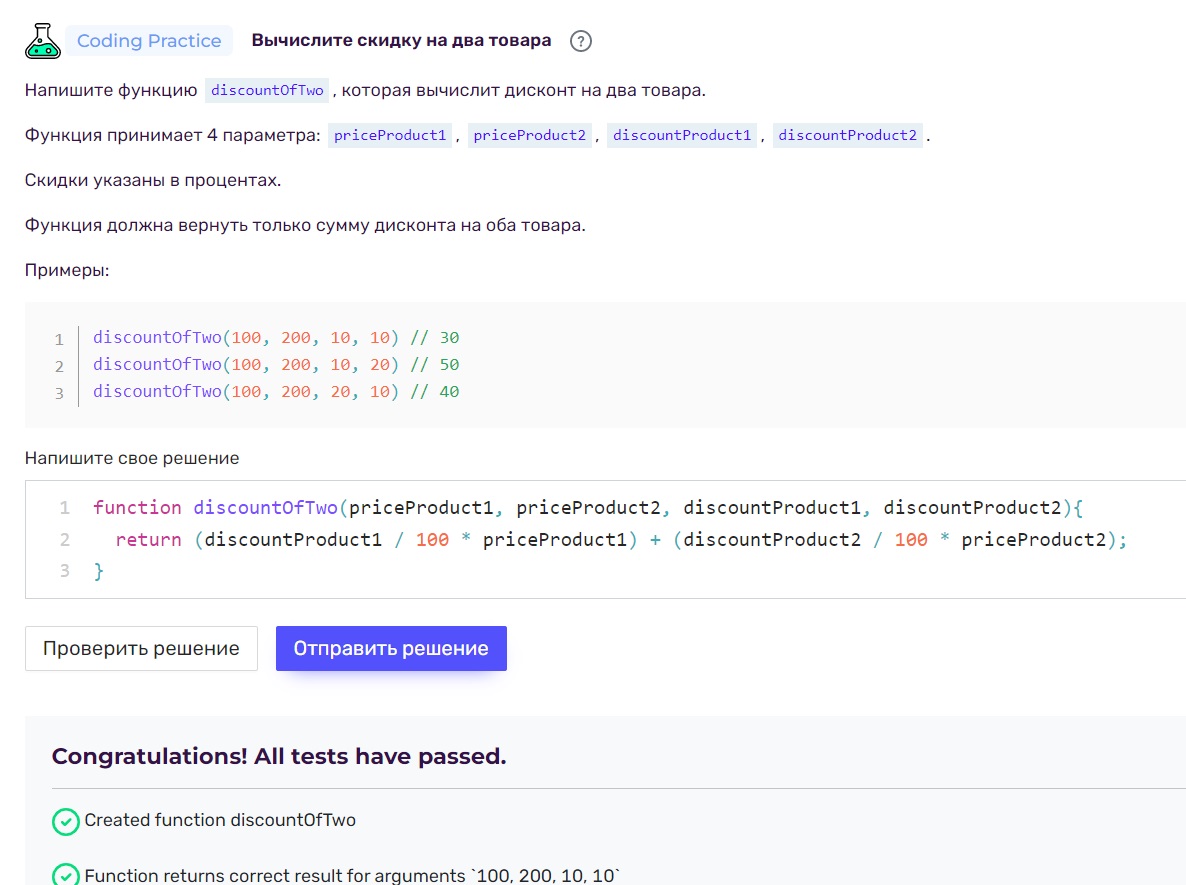 Coding Practice Вычислите скидку на два товара ?
Напишите функцию discountOfTwo , которая вычислит дисконт на два товара.
Функция принимает 4 параметра: priceProduct1 , priceProduct2 , discountProduct1 , discountProduct2 .
Скидки указаны в процентах.
Функция должна вернуть только сумму дисконта на оба товара.
Примеры:
1 discountOfTwo(100, 200, 10, 10) // 30
2 discountOfTwo(100, 200, 10, 20) // 50
3 discountOfTwo(100, 200, 20, 10) // 40
Напишите свое решение
1 function discountOfTwo(priceProduct1, priceProduct2, discountProduct1, discountProduct2){
2 return (discountProduct1 / 100 * priceProduct1) + (discountProduct2 / 100 * priceProduct2);
3 }
Проверить решение Отправить решение
Congratulations! All tests have passed.
Created function discountOfTwo
Function returns correct result for arguments `100, 200, 10, 10`